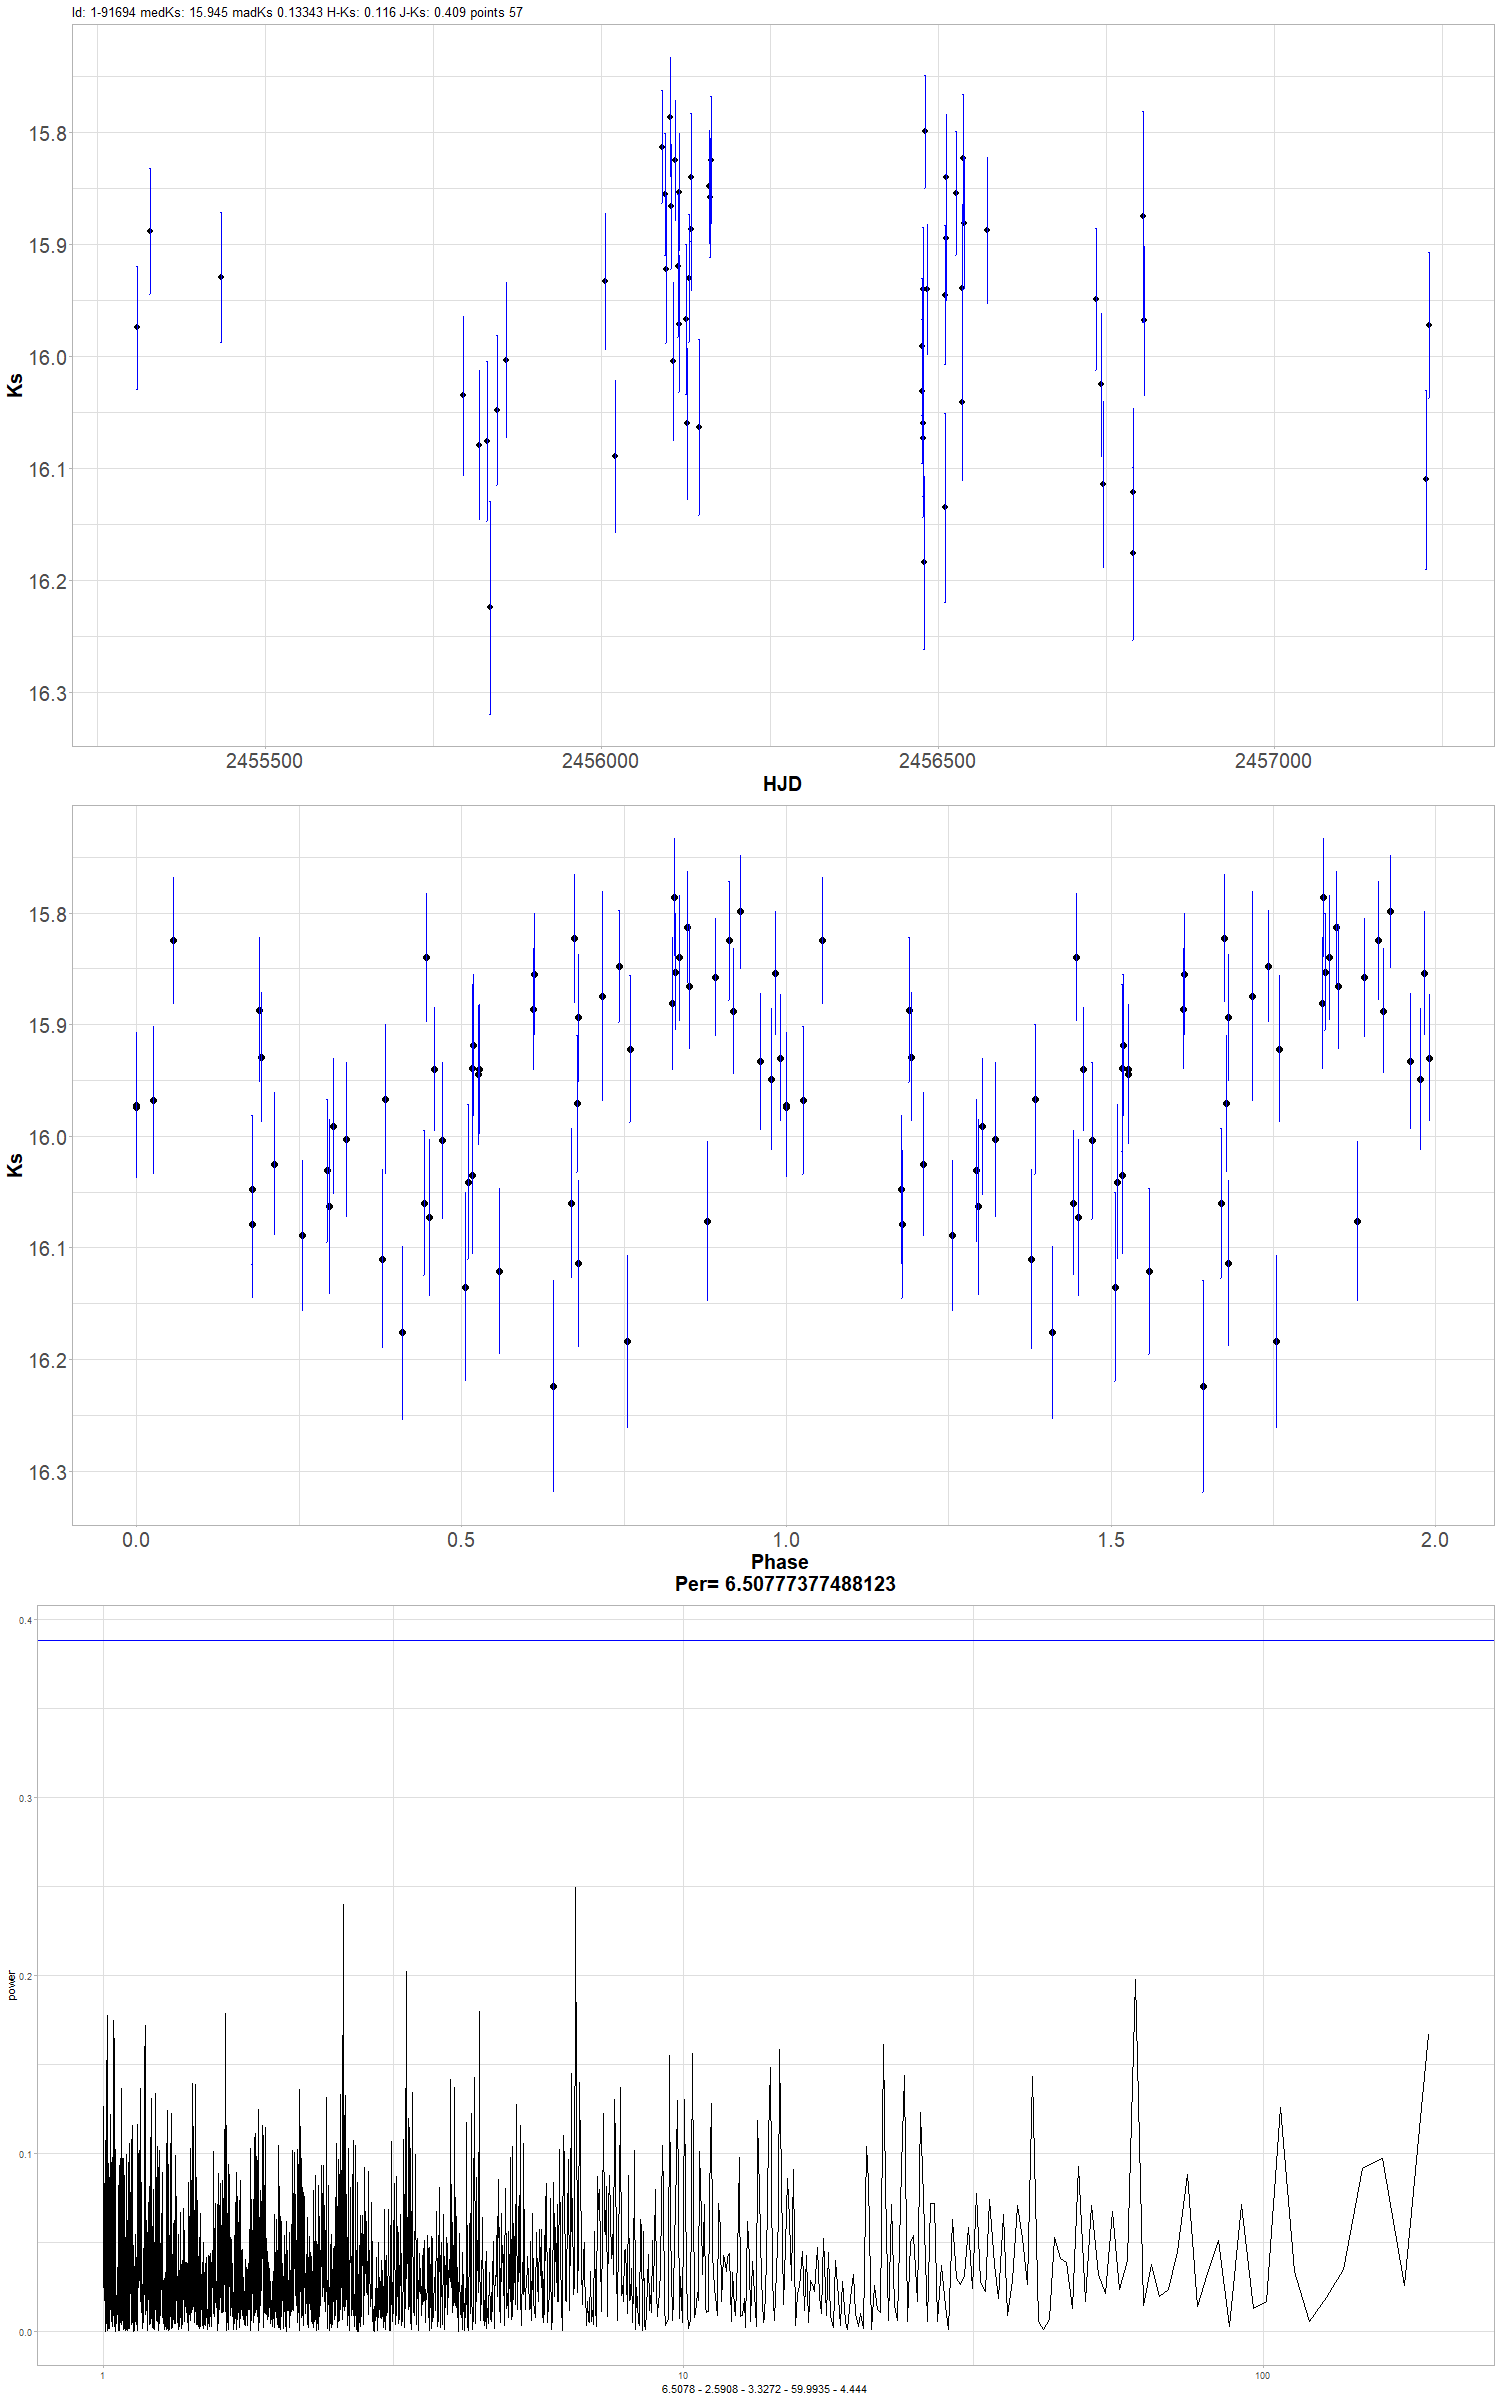 Id: 1-91694 medKs: 15.945 madKs 0.13343 H-Ks: 0.116 J-Ks: 0.409 points 57
15.8
15.9
16.0
16.1
16.2
16.3
Ks
2455500 2456000 2456500 2457000
HJD
15.8
15.9
16.0
16.1
16.2
16.3
Ks
0.0 0.5 1.0 1.5 2.0
Phase
Per= 6.50777377488123
0.4
0.3
0.2
0.1
0.0
power
1 10 100
6.5078 - 2.5908 - 3.3272 - 59.9935 - 4.444